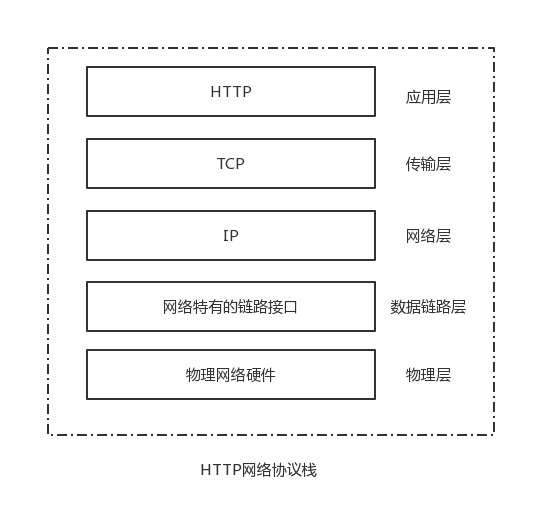 HTTP 应用层
TCP 传输层
IP 网络层
网络特有的链路接口 数据链路层
物理网络硬件 物理层
HTTP网络协议栈